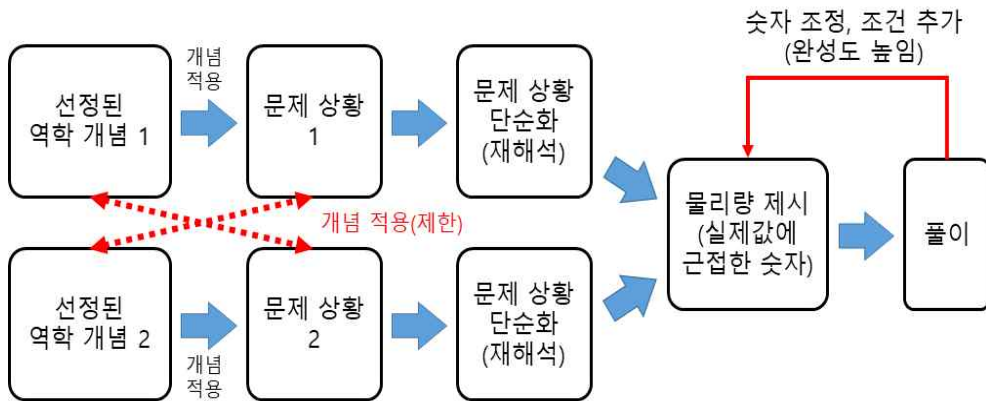 숫자 조정, 조건 추가
(완성도 높임)
개념
적용
선정된
역학 개념 1
문제 상황
1
문제 상황
단순화
(재해석)
개념 적용(제한)
물리량 제시
(실제값에
근접한 숫자)
풀이
선정된
역학 개념 2
개념
적용
문제 상황
2
문제 상황
단순화
(재해석)